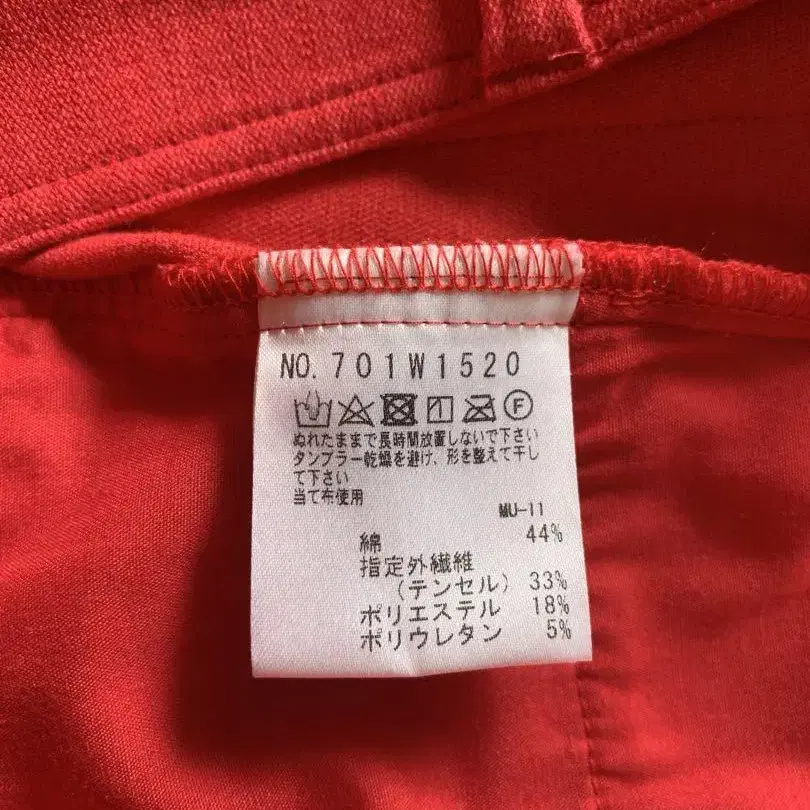 NO. 701W1520
F
ぬれたままで長時間放置しないで下さい
タンブラー乾燥を避け、形を整えて干し
て下さい
当て布使用
MU-11
綿 44%
指定外繊維
(テンセル) 33%
ポリエステル 18%
ポリウレタン 5%